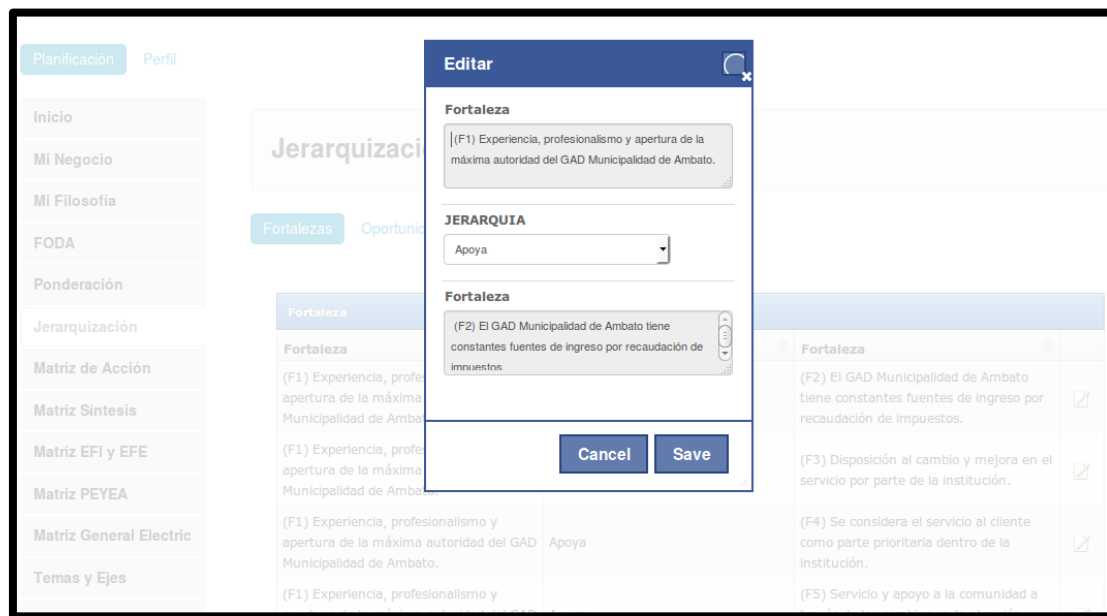 Planificación Perfil
Inicio
Mi Negocio
Mi Filosofía
FODA
Ponderación
Jerarquización
Matriz de Acción
Matriz Síntesis
Matriz EFI y EFE
Matriz PEYEA
Matriz General Electric
Temas y Ejes
Jerarquizaci
Fortalezas Oportunid
Editar
Fortaleza
(F1) Experiencia, profesionalismo y apertura de la
máxima autoridad del GAD Municipalidad de Ambato.
JERARQUIA
Apoya
Fortaleza
(F2) El GAD Municipalidad de Ambato tiene
constantes fuentes de ingreso por recaudación de
impuestos.
Cancel Save
Fortaleza
Fortaleza Fortaleza
(F1) Experiencia, profe
apertura de la máxima
Municipalidad de Ambat
(F2) El GAD Municipalidad de Ambato
tiene constantes fuentes de ingreso por
recaudación de impuestos.
(F1) Experiencia, profe
apertura de la máxima
Municipalidad de Ambato.
(F3) Disposición al cambio y mejora en el
servicio por parte de la institución.
(F1) Experiencia, profesionalismo y
apertura de la máxima autoridad del GAD
Municipalidad de Ambato.
Apoya
(F4) Se considera el servicio al cliente
como parte prioritaria dentro de la
institución.
(F1) Experiencia, profesionalismo y
(F5) Servicio y apoyo a la comunidad a